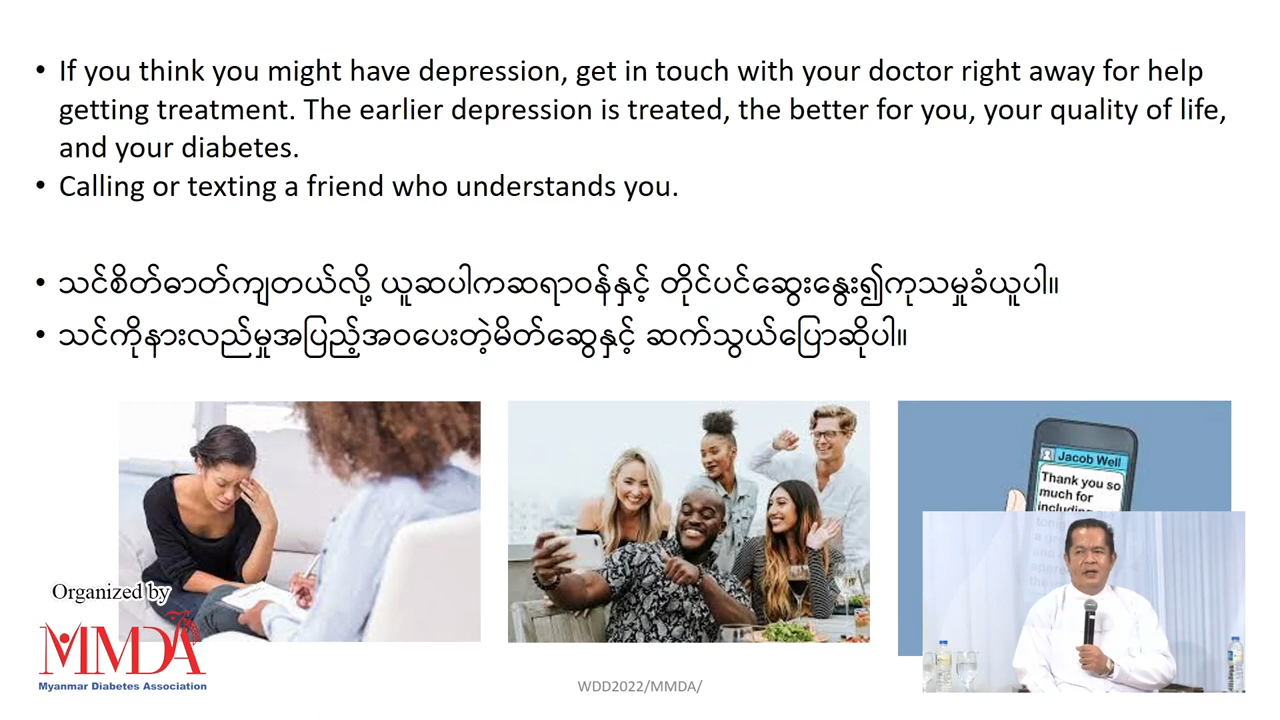 • If you think you might have depression, get in touch with your doctor right away for help
getting treatment. The earlier depression is treated, the better for you, your quality of life,
and your diabetes.
• Calling or texting a friend who understands you.
• သင်စိတ်ဓာတ်ကျတယ်လို့ ယူဆပါကဆရာဝန်နှင့် တိုင်ပင်ဆွေးနွေး၍ကုသမှုခံယူပါ။
• သင်ကိုနားလည်မှုအပြည့်အဝပေးတဲ့မိတ်ဆွေနှင့် ဆက်သွယ်ပြောဆိုပါ။
Jacob Well
Thank you so
much for
including
Organized by
MMDA
Myanmar Diabetes Association
WDD2022/MMDA/